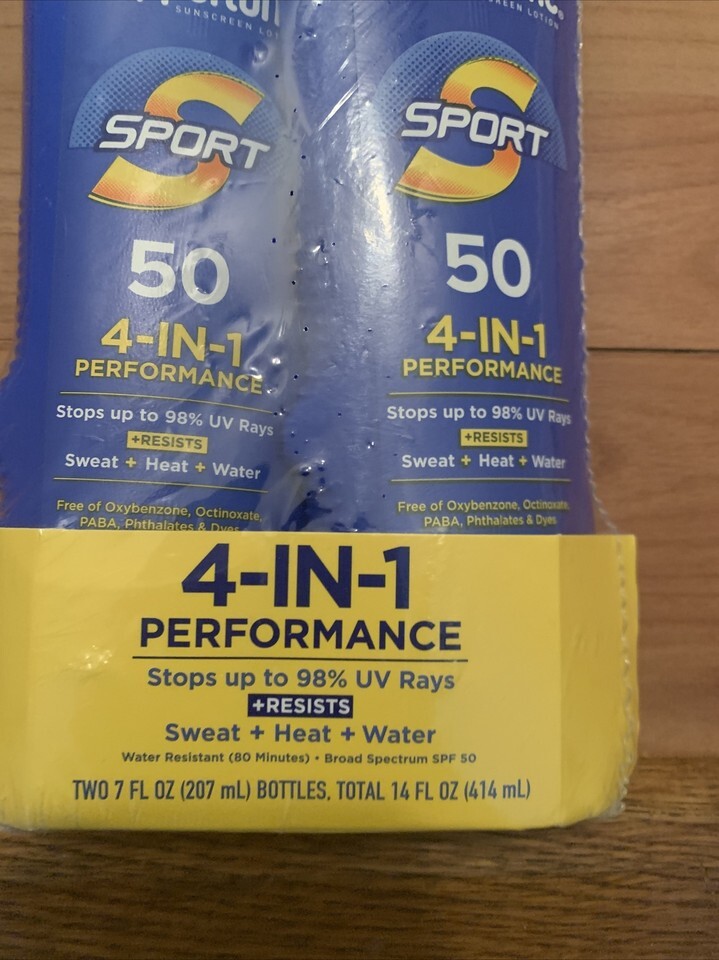 SUNSCREEN LOT
SPORT
50
4-IN-1
PERFORMANCE
Stops up to 98% UV Rays
+RESISTS
Sweat + Heat + Water
Free of Oxybenzone, Octinoxate,
PABA, Phthalates & Dyes
SCREEN LOTION
SPORT
50
4-IN-1
PERFORMANCE
Stops up to 98% UV Rays
+RESISTS
Sweat + Heat + Water
Free of Oxybenzone, Octinoxate,
PABA, Phthalates & Dyes
4-IN-1
PERFORMANCE
Stops up to 98% UV Rays
+RESISTS
Sweat + Heat + Water
Water Resistant (80 Minutes) • Broad Spectrum SPF 50
TWO 7 FL OZ (207 mL) BOTTLES, TOTAL 14 FL OZ (414 mL)